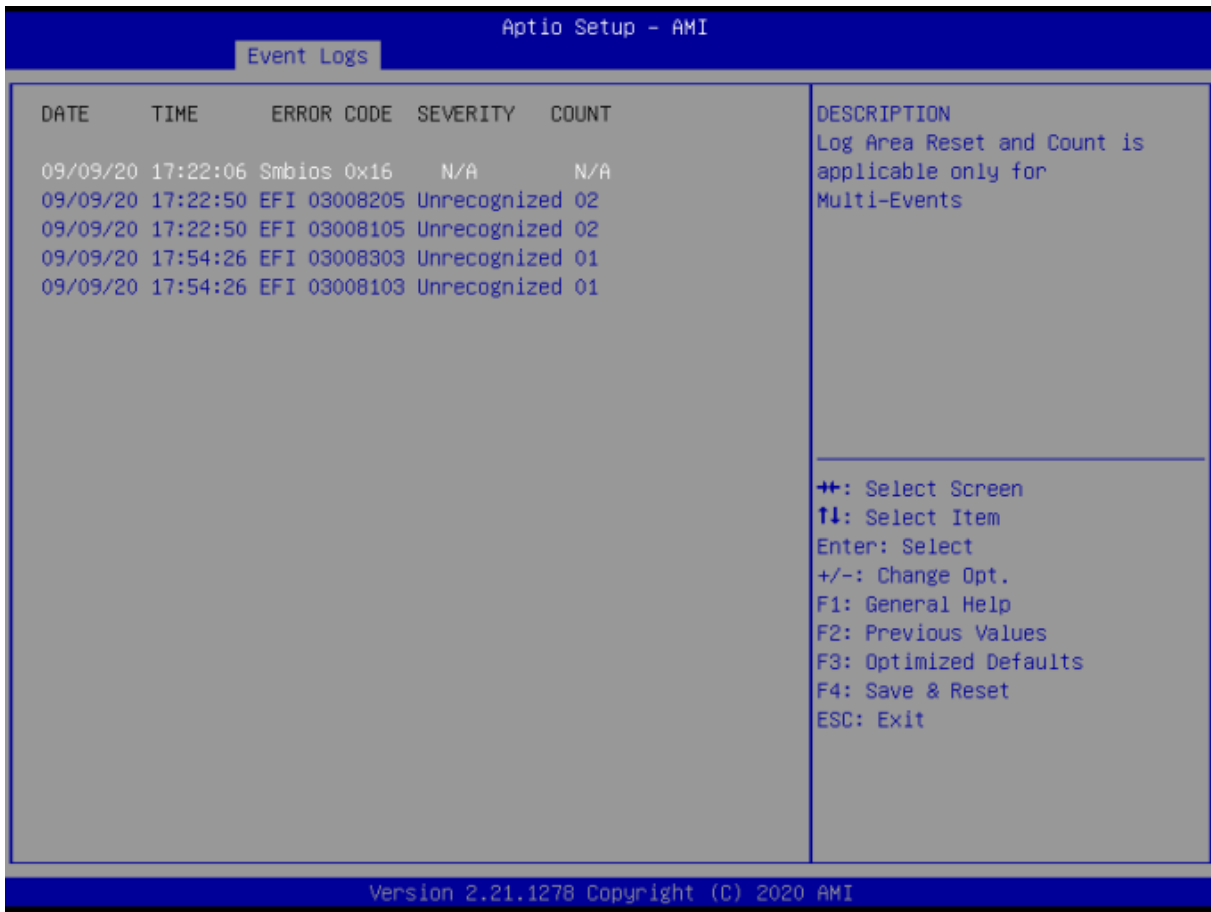 Aptio Setup – AMI
Event Logs
DATE TIME ERROR CODE SEVERITY COUNT
09/09/20 17:22:06 Smbios 0x16 N/A N/A
09/09/20 17:22:50 EFI 03008205 Unrecognized 02
09/09/20 17:22:50 EFI 03008105 Unrecognized 02
09/09/20 17:54:26 EFI 03008303 Unrecognized 01
09/09/20 17:54:26 EFI 03008103 Unrecognized 01
DESCRIPTION
Log Area Reset and Count is
applicable only for
Multi-Events
→←: Select Screen
↑↓: Select Item
Enter: Select
+/-: Change Opt.
F1: General Help
F2: Previous Values
F3: Optimized Defaults
F4: Save & Reset
ESC: Exit
Version 2.21.1278 Copyright (C) 2020 AMI